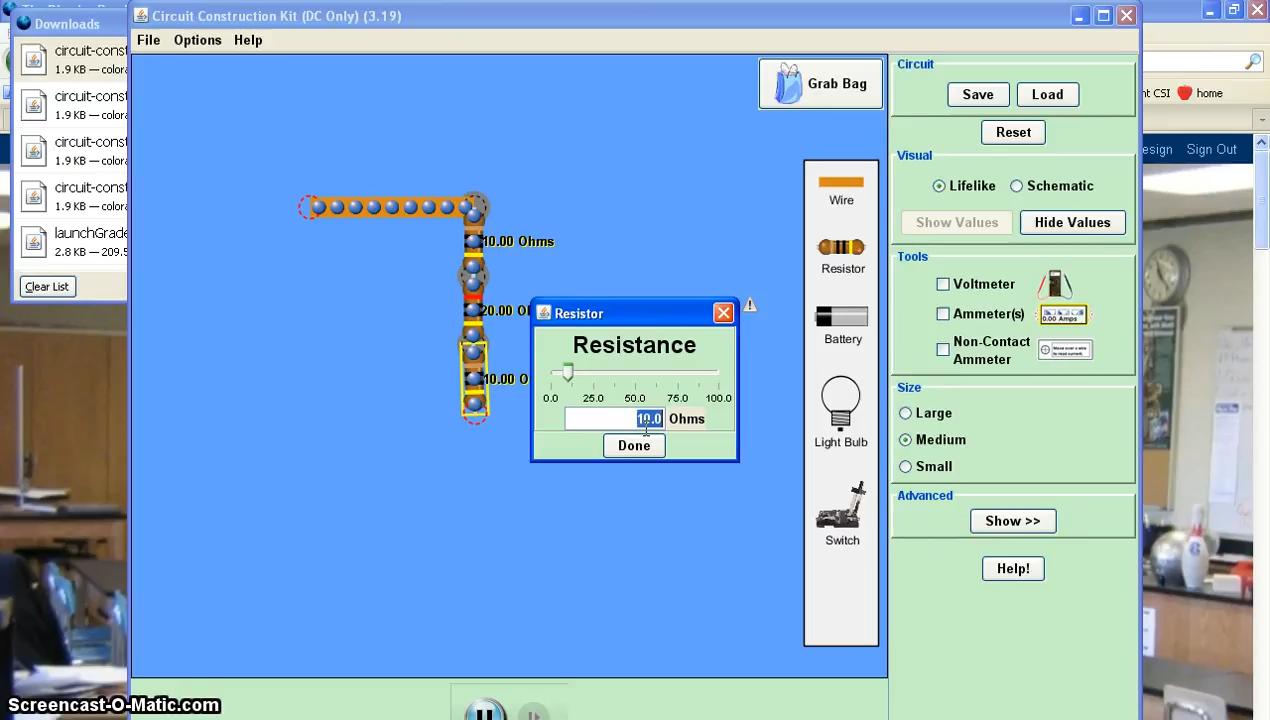 Downloads
circuit-const
1.9 KB — colora
circuit-const
1.9 KB — colora
circuit-const
1.9 KB — colora
circuit-const
1.9 KB — colora
launchGrade
2.8 KB — 209.5
Clear List
Circuit Construction Kit (DC Only) (3.19)
File Options Help
Grab Bag
10.00 Ohms
20.00 O
10.00 O
Resistor
Resistance
0.0 25.0 50.0 75.0 100.0
10.0 Ohms
Done
Wire
Resistor
Battery
Light Bulb
Switch
Circuit
Save Load
Reset
Visual
Lifelike Schematic
Show Values Hide Values
Tools
Voltmeter
Ammeter(s)
0.00 Amps
Non-Contact
Ammeter
Size
Large
Medium
Small
Advanced
Show >>
Help!
nt CSI home
esign Sign Out
Screencast-O-Matic.com